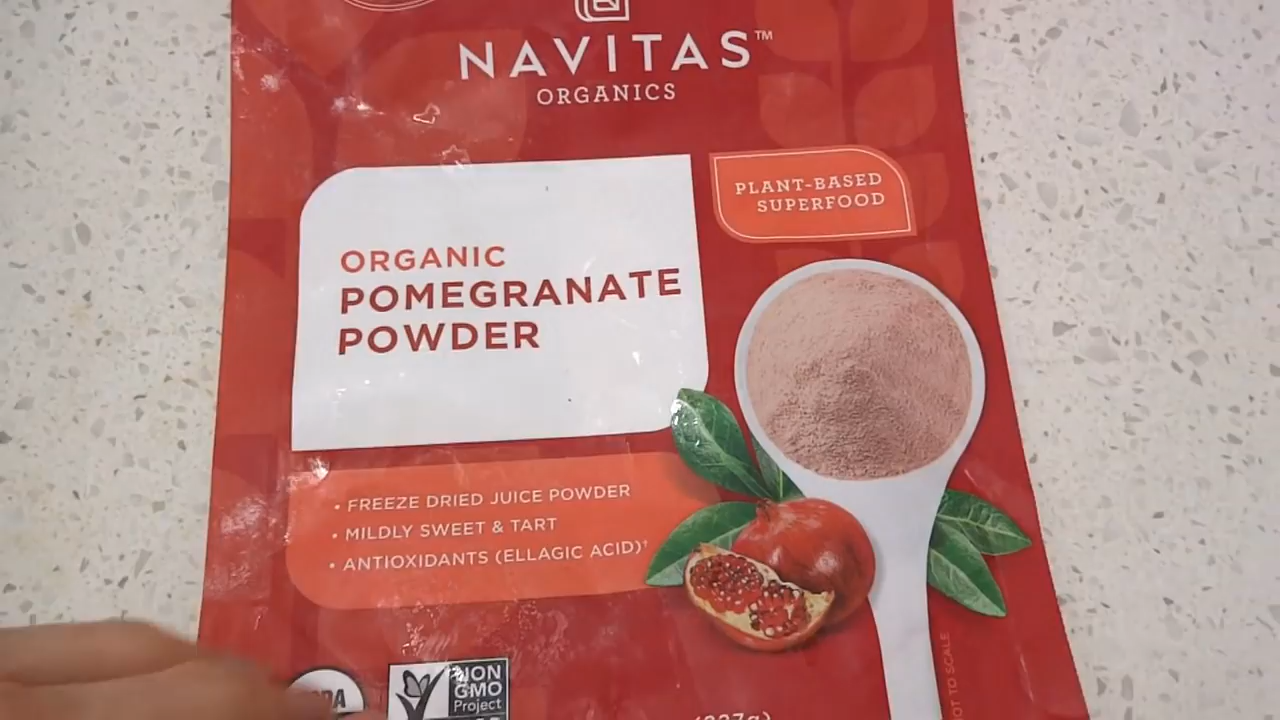 NAVITAS™
ORGANICS
PLANT-BASED
SUPERFOOD
ORGANIC
POMEGRANATE
POWDER
• FREEZE DRIED JUICE POWDER
• MILDLY SWEET & TART
• ANTIOXIDANTS (ELLAGIC ACID)†
NON
GMO
Project
TO SCALE
(227g)